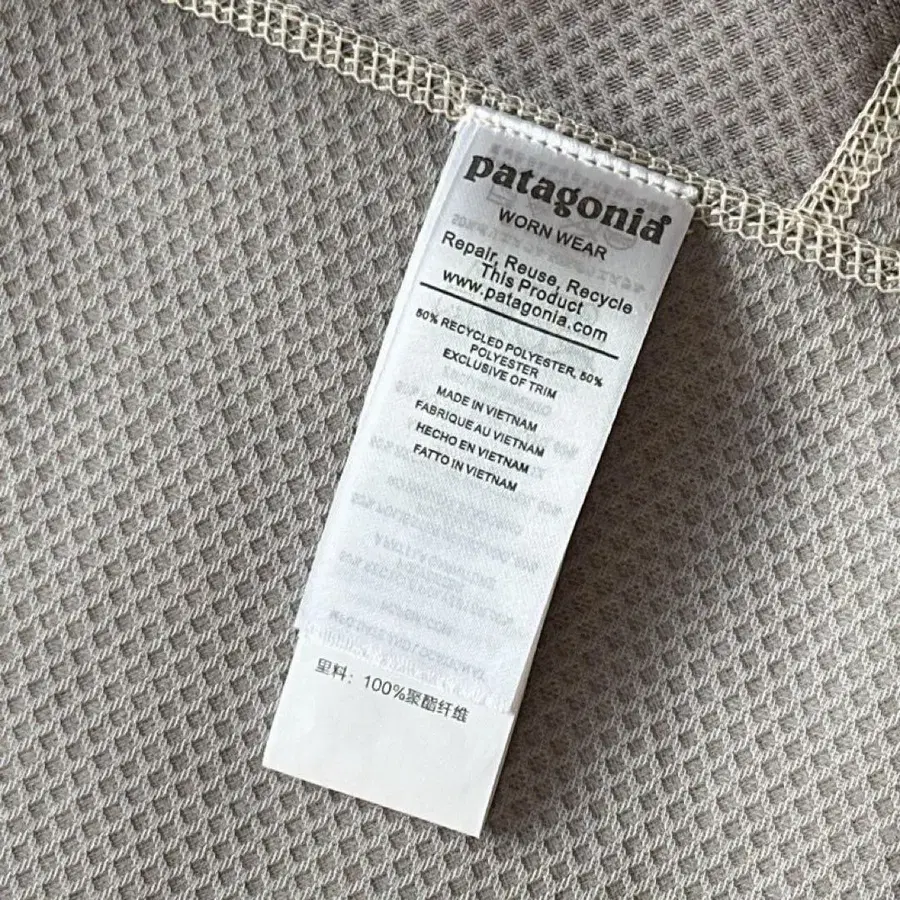 patagonia®
WORN WEAR
Repair, Reuse, Recycle
This Product
www.patagonia.com
50% RECYCLED POLYESTER, 50%
POLYESTER
EXCLUSIVE OF TRIM
MADE IN VIETNAM
FABRIQUE AU VIETNAM
HECHO EN VIETNAM
FATTO IN VIETNAM
里料：100%聚酯纤维